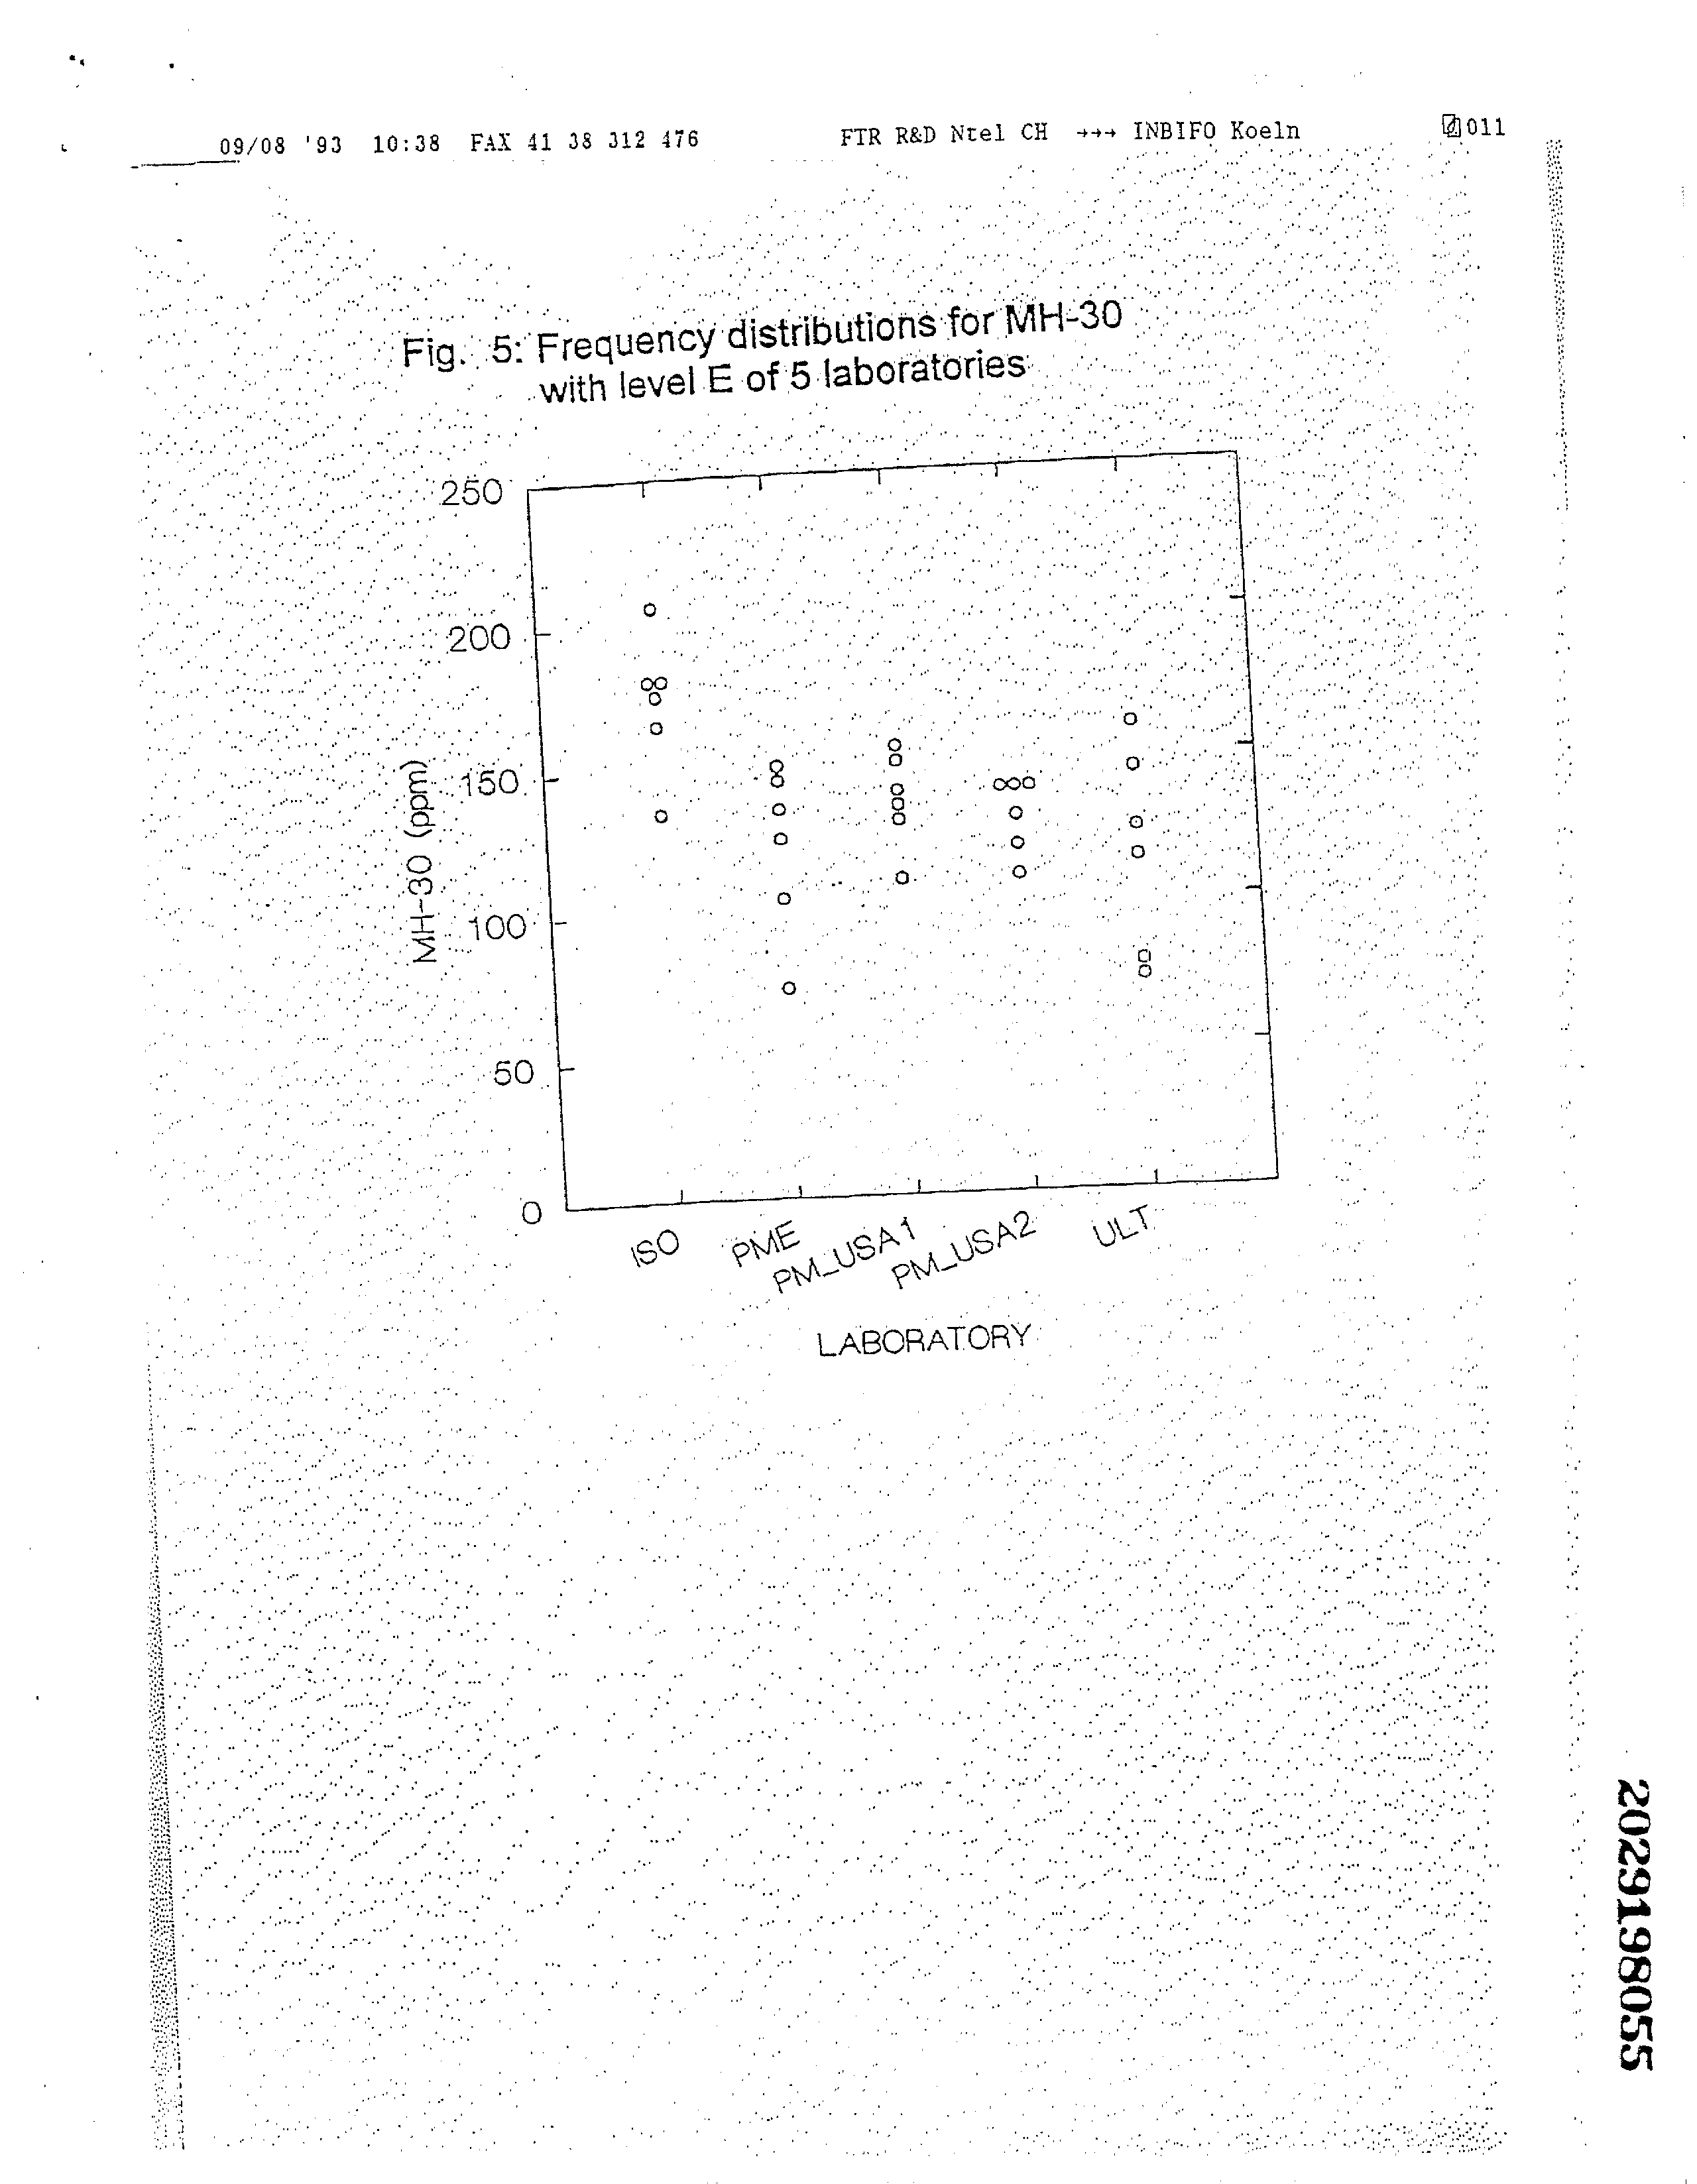 09/08 '93 10:38 FAX 41 38 312 476 FTR R&D Ntel CH →→→ INBIFO Koeln 011
Fig. 5: Frequency distributions for MH-30
with level E of 5 laboratories
250
200
150
100
50
0
MH-30 (ppm)
ISO PME PM_USA1 PM_USA2 ULT
LABORATORY
2029198055